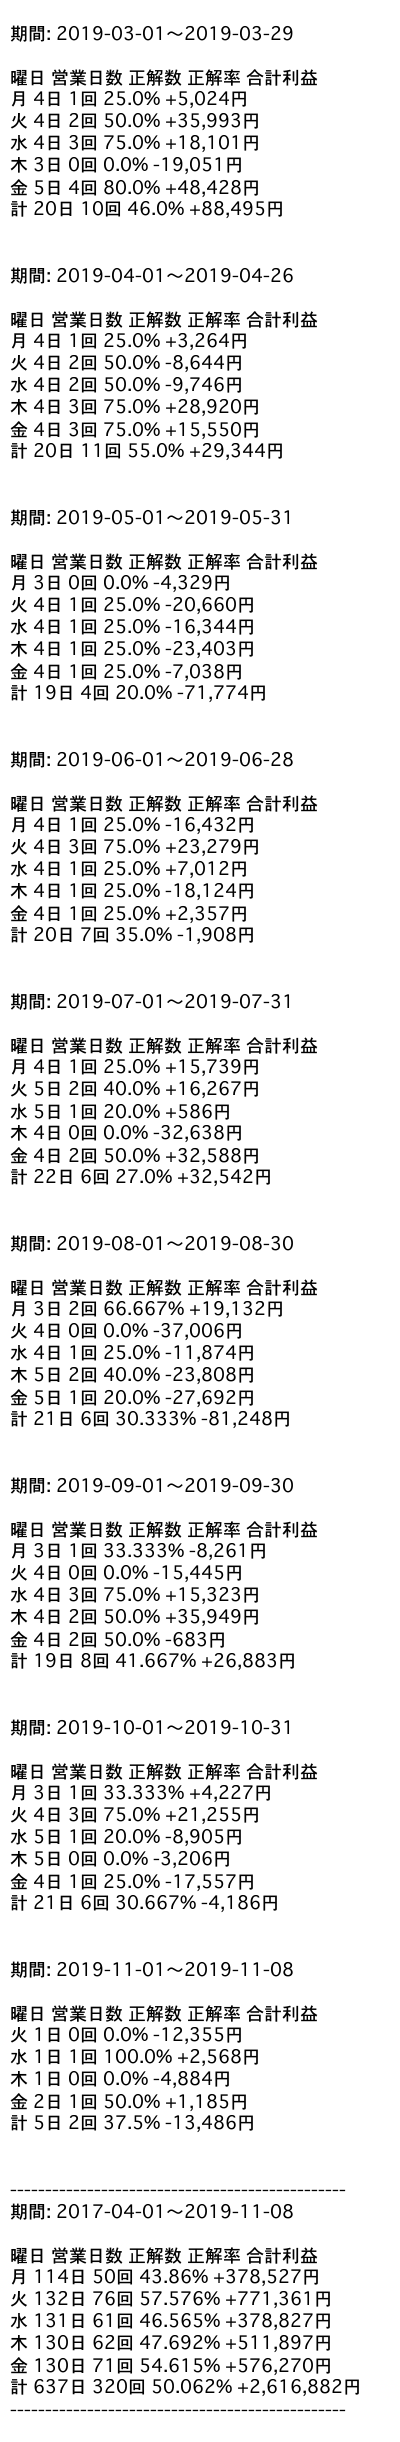 期間: 2019-03-01〜2019-03-29
曜日 営業日数 正解数 正解率 合計利益
月 4日 1回 25.0% +5,024円
火 4日 2回 50.0% +35,993円
水 4日 3回 75.0% +18,101円
木 3日 0回 0.0% -19,051円
金 5日 4回 80.0% +48,428円
計 20日 10回 46.0% +88,495円
期間: 2019-04-01〜2019-04-26
曜日 営業日数 正解数 正解率 合計利益
月 4日 1回 25.0% +3,264円
火 4日 2回 50.0% -8,644円
水 4日 2回 50.0% -9,746円
木 4日 3回 75.0% +28,920円
金 4日 3回 75.0% +15,550円
計 20日 11回 55.0% +29,344円
期間: 2019-05-01〜2019-05-31
曜日 営業日数 正解数 正解率 合計利益
月 3日 0回 0.0% -4,329円
火 4日 1回 25.0% -20,660円
水 4日 1回 25.0% -16,344円
木 4日 1回 25.0% -23,403円
金 4日 1回 25.0% -7,038円
計 19日 4回 20.0% -71,774円
期間: 2019-06-01〜2019-06-28
曜日 営業日数 正解数 正解率 合計利益
月 4日 1回 25.0% -16,432円
火 4日 3回 75.0% +23,279円
水 4日 1回 25.0% +7,012円
木 4日 1回 25.0% -18,124円
金 4日 1回 25.0% +2,357円
計 20日 7回 35.0% -1,908円
期間: 2019-07-01〜2019-07-31
曜日 営業日数 正解数 正解率 合計利益
月 4日 1回 25.0% +15,739円
火 5日 2回 40.0% +16,267円
水 5日 1回 20.0% +586円
木 4日 0回 0.0% -32,638円
金 4日 2回 50.0% +32,588円
計 22日 6回 27.0% +32,542円
期間: 2019-08-01〜2019-08-30
曜日 営業日数 正解数 正解率 合計利益
月 3日 2回 66.667% +19,132円
火 4日 0回 0.0% -37,006円
水 4日 1回 25.0% -11,874円
木 5日 2回 40.0% -23,808円
金 5日 1回 20.0% -27,692円
計 21日 6回 30.333% -81,248円
期間: 2019-09-01〜2019-09-30
曜日 営業日数 正解数 正解率 合計利益
月 3日 1回 33.333% -8,261円
火 4日 0回 0.0% -15,445円
水 4日 3回 75.0% +15,323円
木 4日 2回 50.0% +35,949円
金 4日 2回 50.0% -683円
計 19日 8回 41.667% +26,883円
期間: 2019-10-01〜2019-10-31
曜日 営業日数 正解数 正解率 合計利益
月 3日 1回 33.333% +4,227円
火 4日 3回 75.0% +21,255円
水 5日 1回 20.0% -8,905円
木 5日 0回 0.0% -3,206円
金 4日 1回 25.0% -17,557円
計 21日 6回 30.667% -4,186円
期間: 2019-11-01〜2019-11-08
曜日 営業日数 正解数 正解率 合計利益
火 1日 0回 0.0% -12,355円
水 1日 1回 100.0% +2,568円
木 1日 0回 0.0% -4,884円
金 2日 1回 50.0% +1,185円
計 5日 2回 37.5% -13,486円
------------------------------------------------
期間: 2017-04-01〜2019-11-08
曜日 営業日数 正解数 正解率 合計利益
月 114日 50回 43.86% +378,527円
火 132日 76回 57.576% +771,361円
水 131日 61回 46.565% +378,827円
木 130日 62回 47.692% +511,897円
金 130日 71回 54.615% +576,270円
計 637日 320回 50.062% +2,616,882円
------------------------------------------------